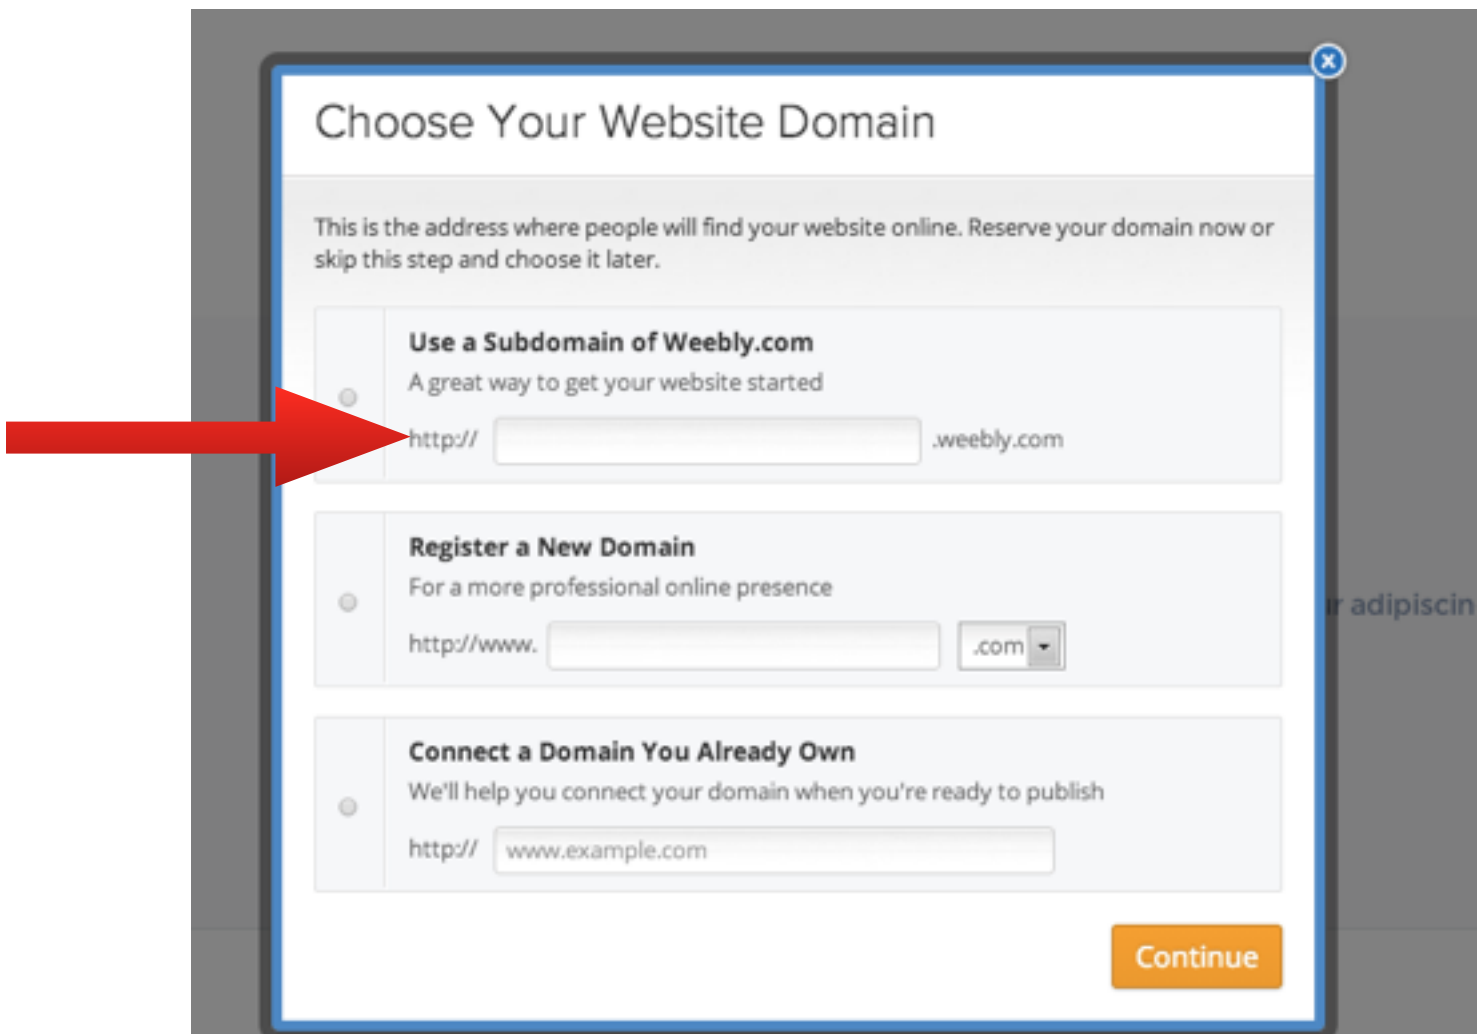 Choose Your Website Domain
This is the address where people will find your website online. Reserve your domain now or
skip this step and choose it later.
Use a Subdomain of Weebly.com
A great way to get your website started
http:// .weebly.com
Register a New Domain
For a more professional online presence
http://www. .com
r adipiscin
Connect a Domain You Already Own
We'll help you connect your domain when you're ready to publish
http:// www.example.com
Continue